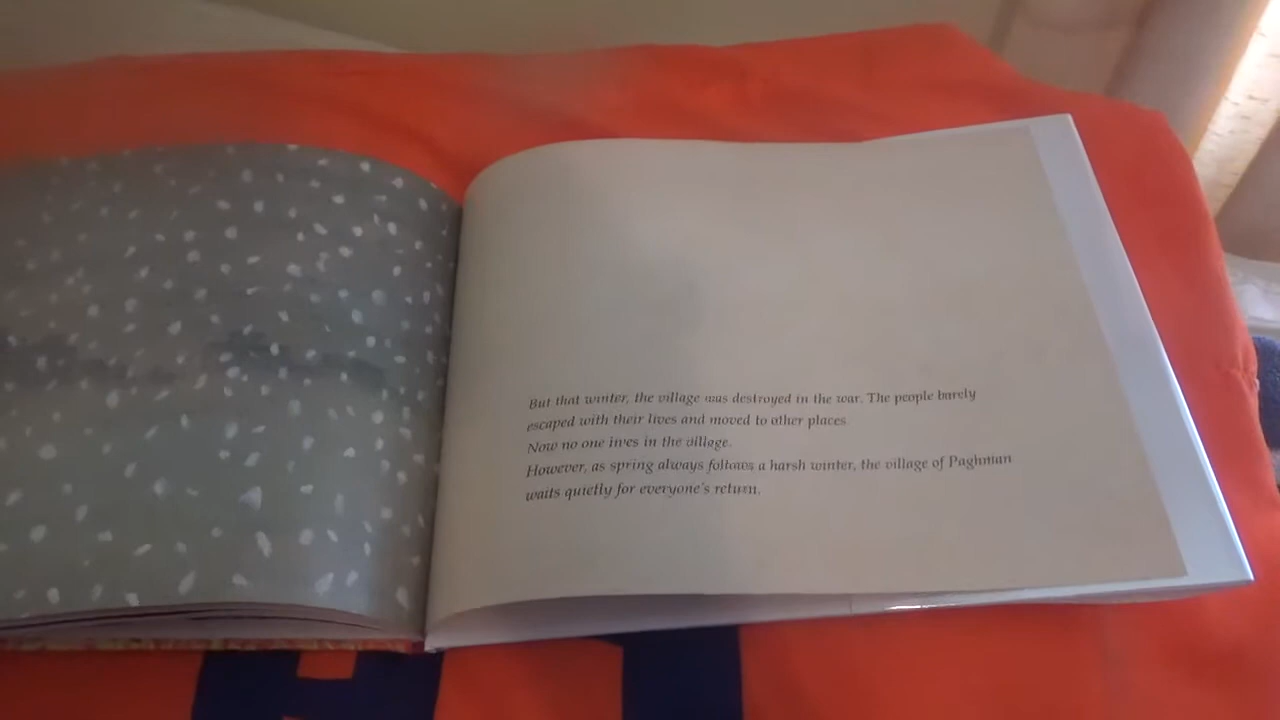 But that winter, the village was destroyed in the war. The people barely
escaped with their lives and moved to other places.
Now no one lives in the village.
However, as spring always follows a harsh winter, the village of Paghman
waits quietly for everyone's return.